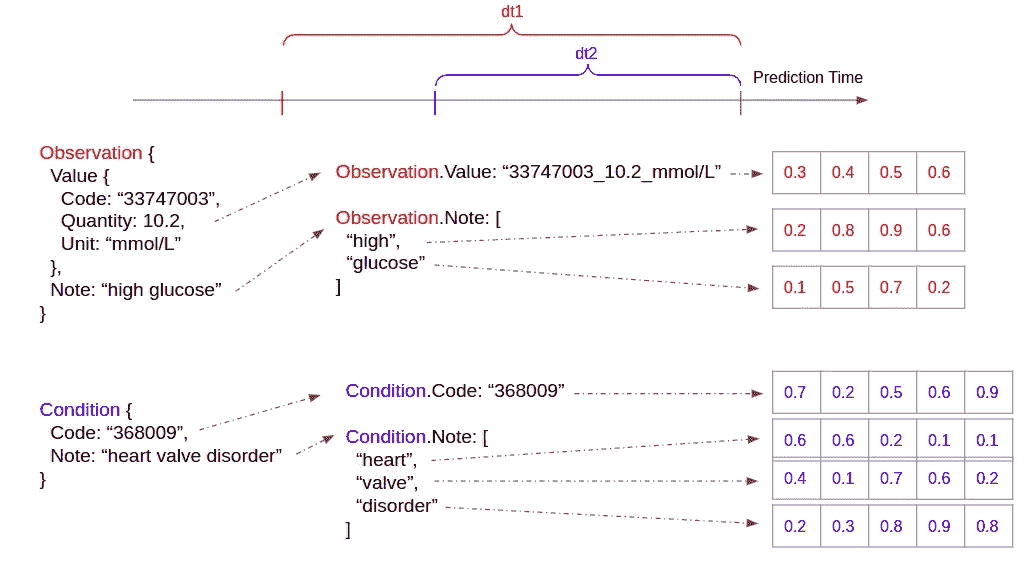 dt1
dt2
Prediction Time
Observation {
Value {
Code: “33747003”,
Quantity: 10.2,
Unit: “mmol/L”
},
Note: “high glucose”
}
Observation.Value: “33747003_10.2_mmol/L”
Observation.Note: [
“high”,
“glucose”
]
0.3 0.4 0.5 0.6
0.2 0.8 0.9 0.6
0.1 0.5 0.7 0.2
Condition {
Code: “368009”,
Note: “heart valve disorder”
}
Condition.Code: “368009”
Condition.Note: [
“heart”,
“valve”,
“disorder”
]
0.7 0.2 0.5 0.6 0.9
0.6 0.6 0.2 0.1 0.1
0.4 0.1 0.7 0.6 0.2
0.2 0.3 0.8 0.9 0.8